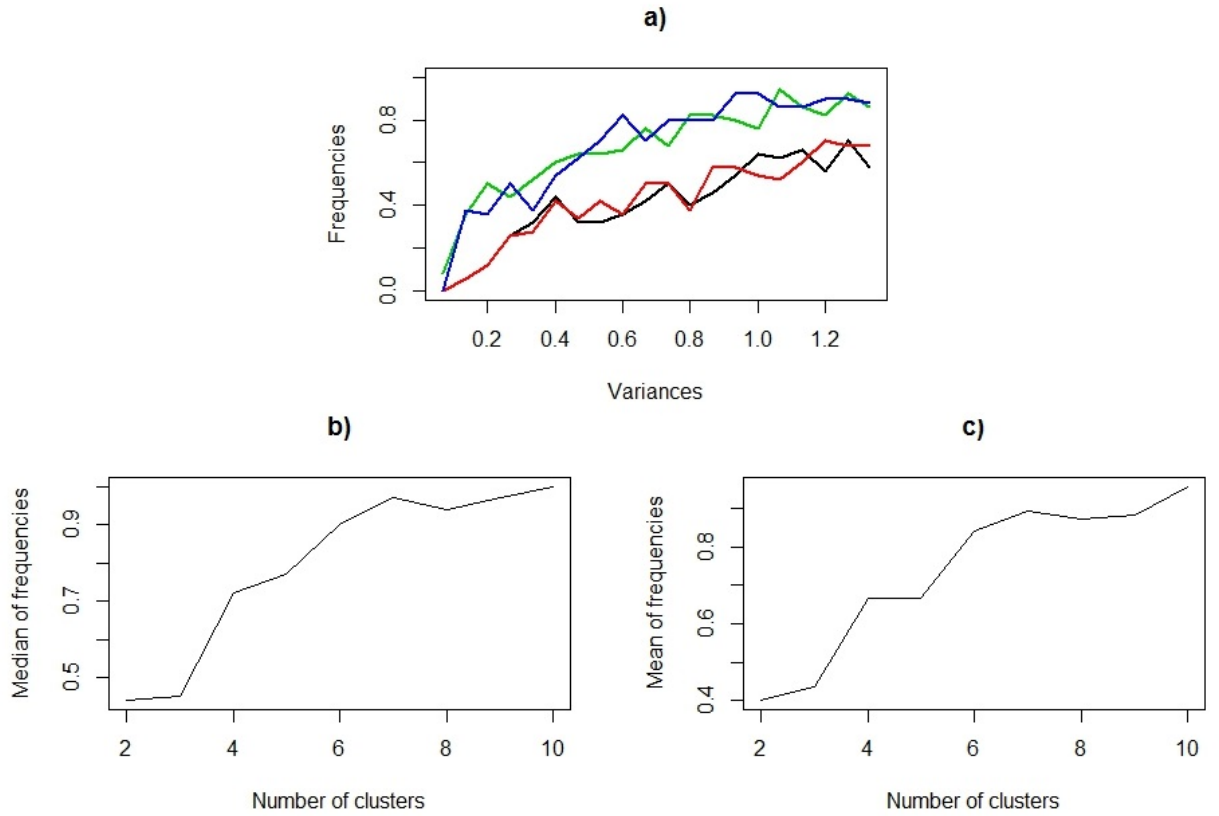 a)
Frequencies
0.8
0.4
0.0
0.2 0.4 0.6 0.8 1.0 1.2
Variances
b)
Median of frequencies
0.9
0.7
0.5
2 4 6 8 10
Number of clusters
c)
Mean of frequencies
0.8
0.6
0.4
2 4 6 8 10
Number of clusters